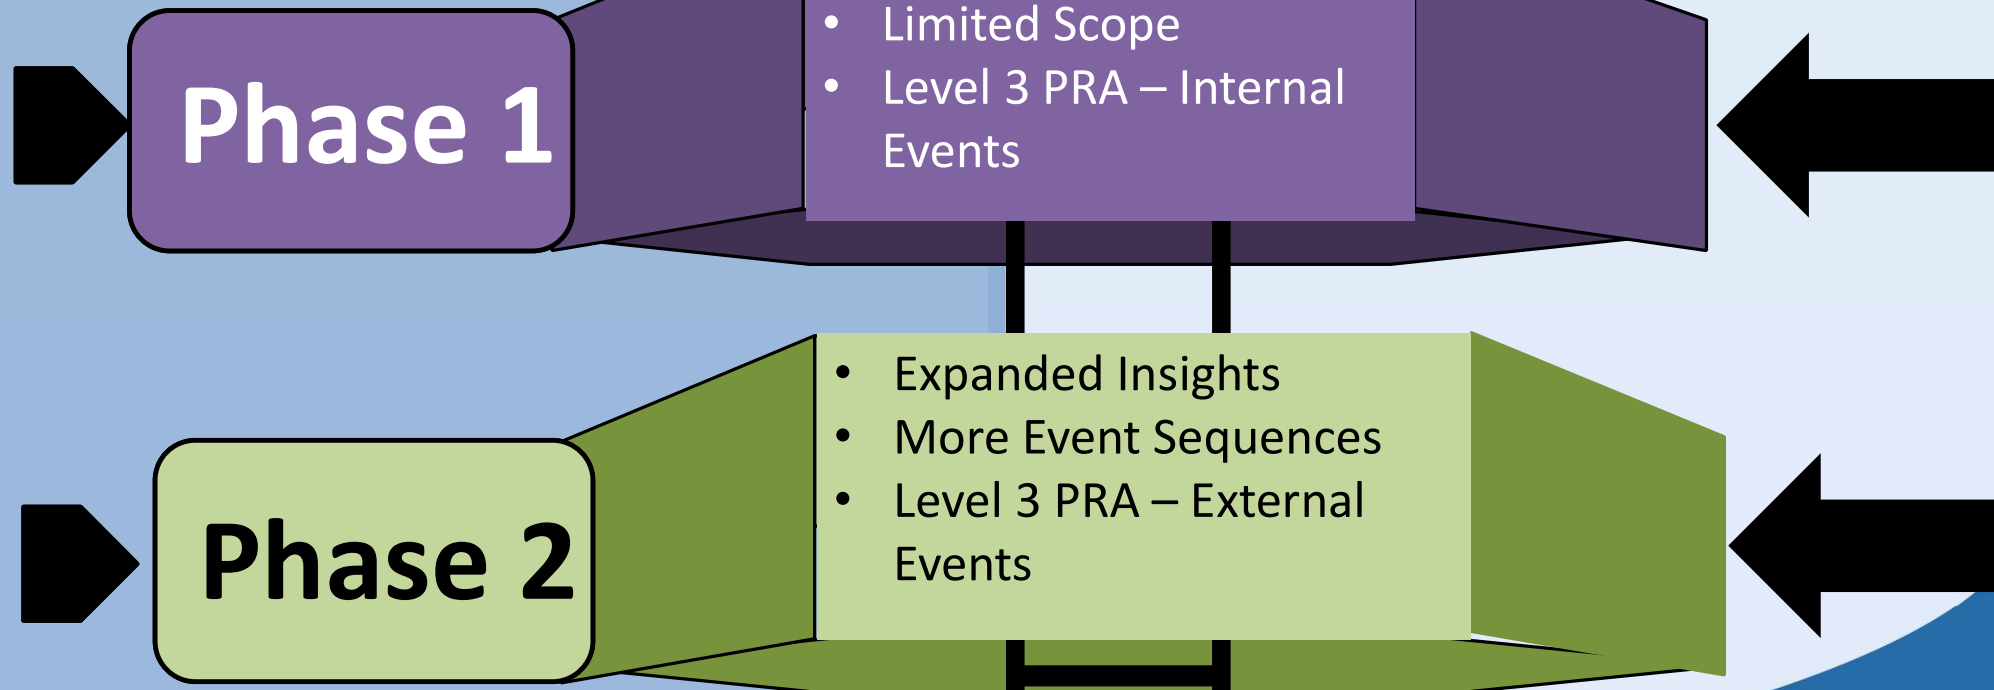 Phase 1
• Limited Scope
• Level 3 PRA – Internal
Events
Phase 2
• Expanded Insights
• More Event Sequences
• Level 3 PRA – External
Events